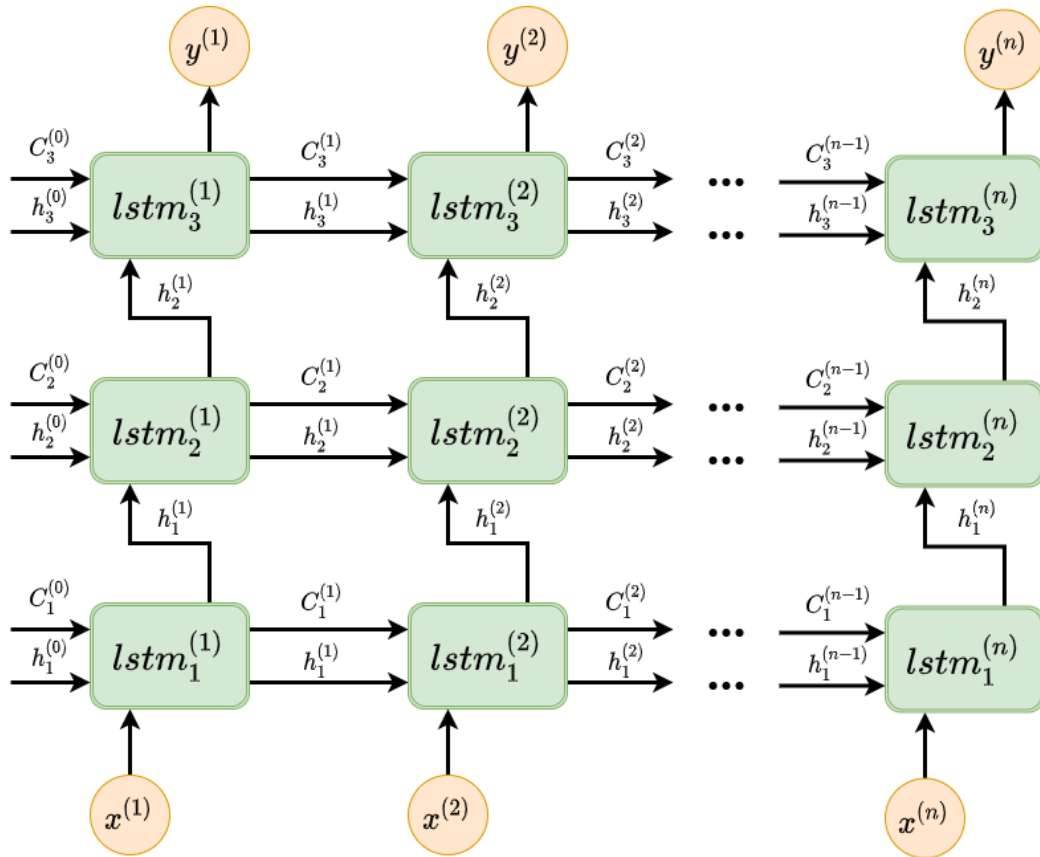 y^{(1)} y^{(2)} y^{(n)}
C_3^{(0)} C_3^{(1)} C_3^{(2)} C_3^{(n-1)}
lstm_3^{(1)} lstm_3^{(2)} ••• lstm_3^{(n)}
h_3^{(0)} h_3^{(1)} h_3^{(2)} ••• h_3^{(n-1)}
h_2^{(1)} h_2^{(2)} h_2^{(n)}
C_2^{(0)} C_2^{(1)} C_2^{(2)} C_2^{(n-1)}
lstm_2^{(1)} lstm_2^{(2)} ••• lstm_2^{(n)}
h_2^{(0)} h_2^{(1)} h_2^{(2)} ••• h_2^{(n-1)}
h_1^{(1)} h_1^{(2)} h_1^{(n)}
C_1^{(0)} C_1^{(1)} C_1^{(2)} C_1^{(n-1)}
lstm_1^{(1)} lstm_1^{(2)} ••• lstm_1^{(n)}
h_1^{(0)} h_1^{(1)} h_1^{(2)} ••• h_1^{(n-1)}
x^{(1)} x^{(2)} x^{(n)}